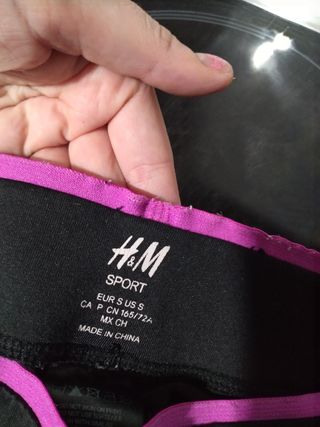 H&M
SPORT
EUR S US S
CA P CN 165/72A
MX CH
MADE IN CHINA